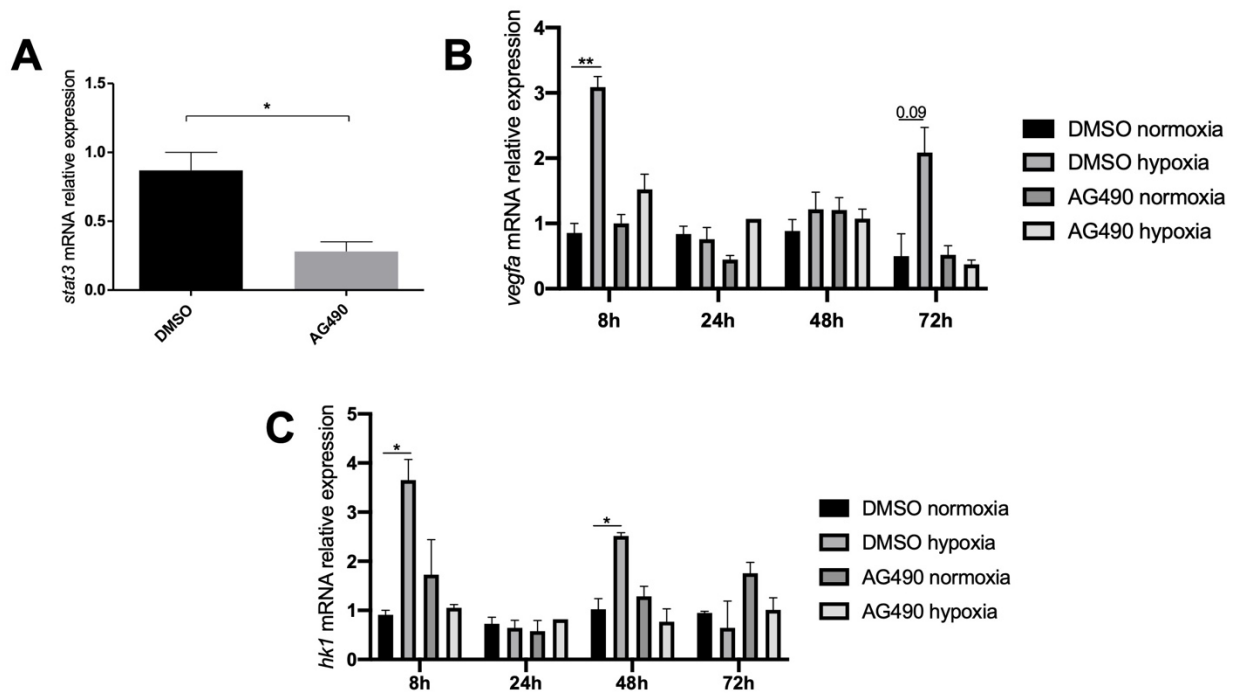 A
stat3 mRNA relative expression
1.5
1.0
0.5
0.0
*
DMSO
AG490
B
vegfa mRNA relative expression
4
3
2
1
0
**
0.09
8h
24h
48h
72h
DMSO normoxia
DMSO hypoxia
AG490 normoxia
AG490 hypoxia
C
hk1 mRNA relative expression
5
4
3
2
1
0
*
*
8h
24h
48h
72h
DMSO normoxia
DMSO hypoxia
AG490 normoxia
AG490 hypoxia